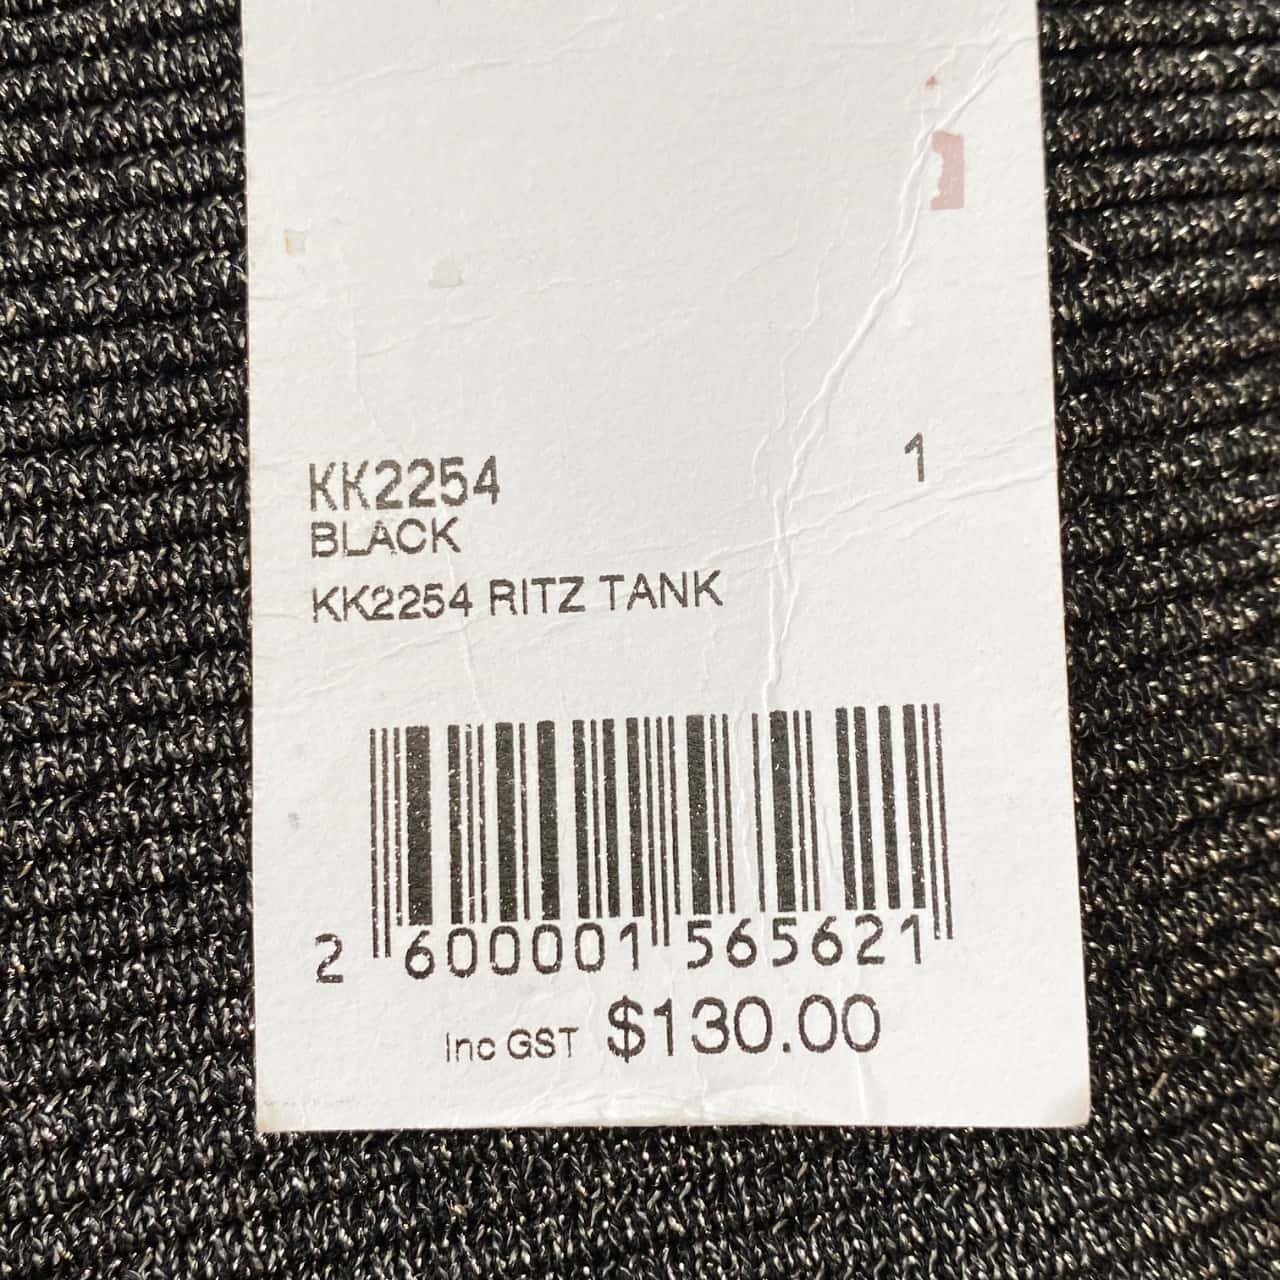 KK2254 1
BLACK
KK2254 RITZ TANK
2 600001 565621
Inc GST $130.00